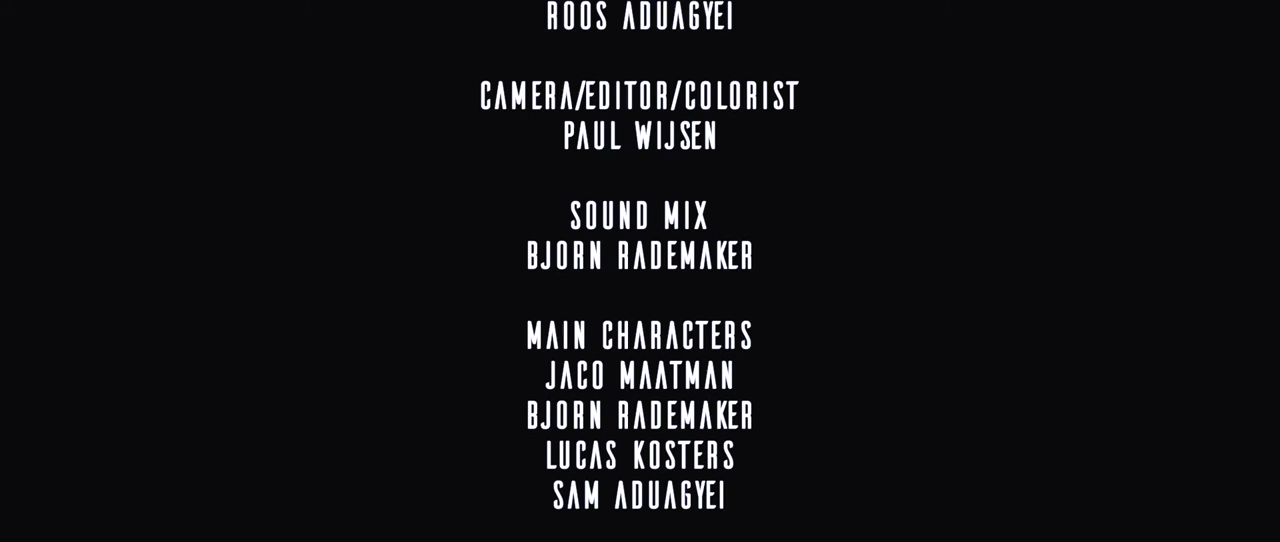 ROOS ADUAGYEI
CAMERA/EDITOR/COLORIST
PAUL WIJSEN
SOUND MIX
BJORN RADEMAKER
MAIN CHARACTERS
JACO MAATMAN
BJORN RADEMAKER
LUCAS KOSTERS
SAM ADUAGYEI